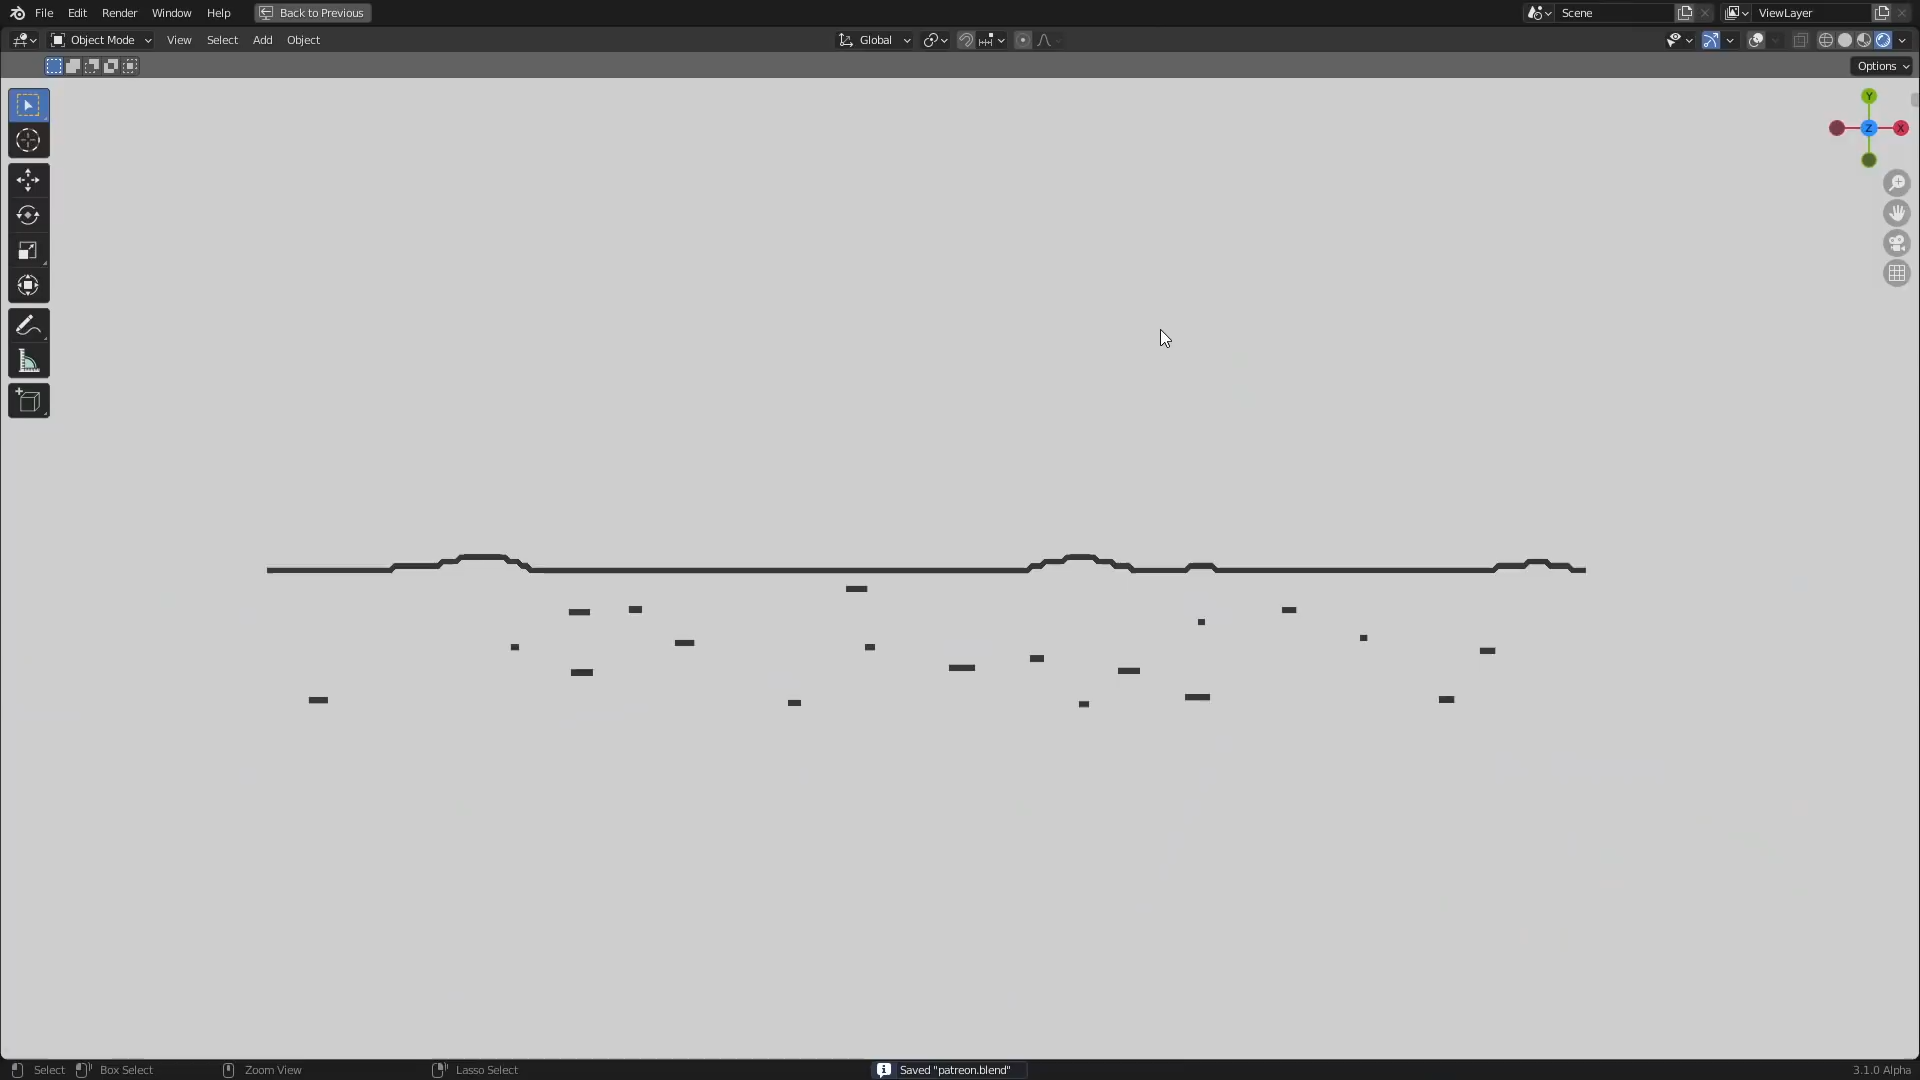 File Edit Render Window Help Back to Previous Scene ViewLayer
Object Mode View Select Add Object Global
Options
Y
Z X
Select Box Select Zoom View Lasso Select Saved "patreon.blend" 3.1.0 Alpha